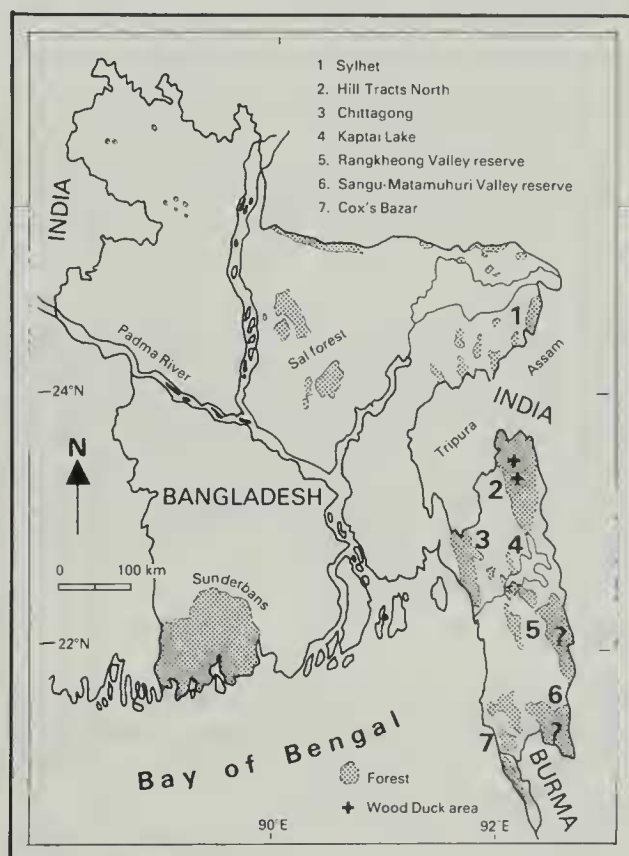 1 Sylhet
2. Hill Tracts North
3 Chittagong
4 Kaptai Lake
5 Rangkheong Valley reserve
6. Sangu-Matamuhuri Valley reserve
7. Cox's Bazar
INDIA
Padma River
Sal forest
1
Assam
24°N
INDIA
Tripura
N
BANGLADESH
2
3
4
0 100 km
Sunderbans
22°N
5
?
6
?
7
Bay of Bengal
BURMA
Forest
+ Wood Duck area
90°E
92°E